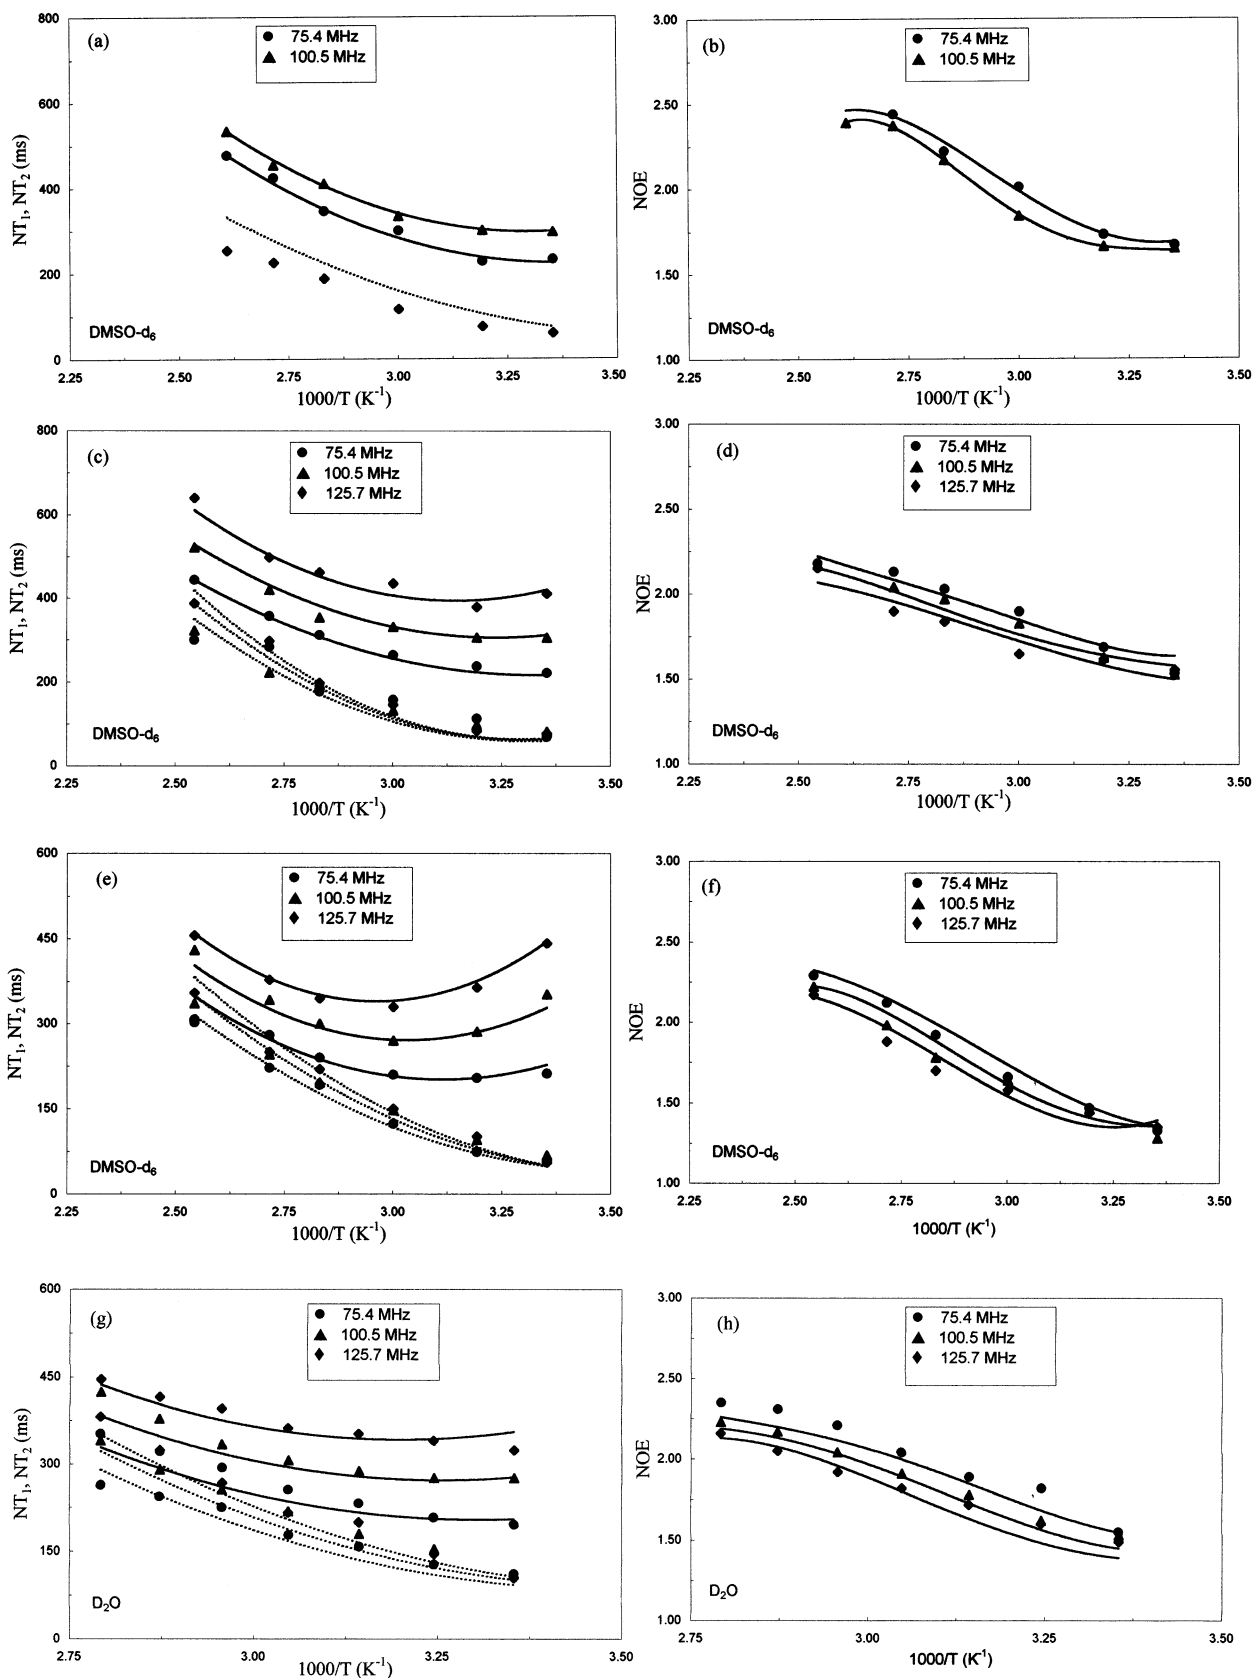 (a)
75.4 MHz
100.5 MHz
800
600
400
200
0
NT1, NT2 (ms)
DMSO-d6
2.25 2.50 2.75 3.00 3.25 3.50
1000/T (K-1)
(b)
75.4 MHz
100.5 MHz
3.00
2.50
2.00
1.50
1.00
NOE
DMSO-d6
2.25 2.50 2.75 3.00 3.25 3.50
1000/T (K-1)
(c)
75.4 MHz
100.5 MHz
125.7 MHz
800
600
400
200
0
NT1, NT2 (ms)
DMSO-d6
2.25 2.50 2.75 3.00 3.25 3.50
1000/T (K-1)
(d)
75.4 MHz
100.5 MHz
125.7 MHz
3.00
2.50
2.00
1.50
1.00
NOE
DMSO-d6
2.25 2.50 2.75 3.00 3.25 3.50
1000/T (K-1)
(e)
75.4 MHz
100.5 MHz
125.7 MHz
600
450
300
150
0
NT1, NT2 (ms)
DMSO-d6
2.25 2.50 2.75 3.00 3.25 3.50
1000/T (K-1)
(f)
75.4 MHz
100.5 MHz
125.7 MHz
3.00
2.50
2.00
1.50
1.00
NOE
DMSO-d6
2.25 2.50 2.75 3.00 3.25 3.50
1000/T (K-1)
(g)
75.4 MHz
100.5 MHz
125.7 MHz
600
450
300
150
0
NT1, NT2 (ms)
D2O
2.75 3.00 3.25 3.50
1000/T (K-1)
(h)
75.4 MHz
100.5 MHz
125.7 MHz
3.00
2.50
2.00
1.50
1.00
NOE
D2O
2.75 3.00 3.25 3.50
1000/T (K-1)